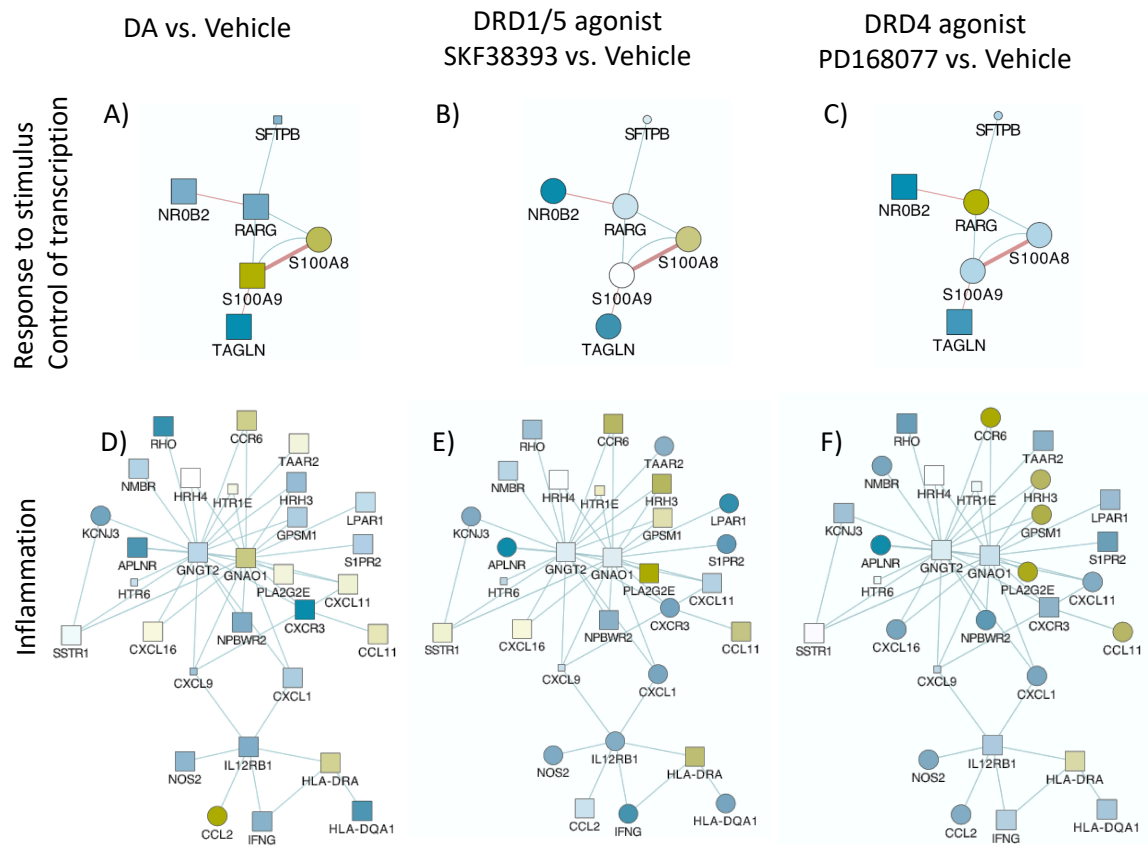 DA vs. Vehicle
DRD1/5 agonist
SKF38393 vs. Vehicle
DRD4 agonist
PD168077 vs. Vehicle
Response to stimulus
Control of transcription
A)
SFTPB
NR0B2
RARG
S100A8
S100A9
TAGLN
B)
SFTPB
NR0B2
RARG
S100A8
S100A9
TAGLN
C)
SFTPB
NR0B2
RARG
S100A8
S100A9
TAGLN
Inflammation
D)
RHO
CCR6
TAAR2
NMBR
HRH4
HTR1E
HRH3
LPAR1
KCNJ3
GPSM1
APLNR
GNGT2
GNAO1
S1PR2
HTR6
PLA2G2E
CXCL11
SSTR1
CXCL16
NPBWR2
CXCR3
CCL11
CXCL9
CXCL1
NOS2
IL12RB1
HLA-DRA
CCL2
IFNG
HLA-DQA1
E)
RHO
CCR6
TAAR2
NMBR
HRH4
HTR1E
HRH3
LPAR1
KCNJ3
GPSM1
APLNR
GNGT2
GNAO1
S1PR2
HTR6
PLA2G2E
CXCL11
SSTR1
CXCL16
NPBWR2
CXCR3
CCL11
CXCL9
CXCL1
NOS2
IL12RB1
HLA-DRA
CCL2
IFNG
HLA-DQA1
F)
RHO
CCR6
TAAR2
NMBR
HRH4
HTR1E
HRH3
LPAR1
KCNJ3
GPSM1
APLNR
GNGT2
GNAO1
S1PR2
HTR6
PLA2G2E
CXCL11
SSTR1
CXCL16
NPBWR2
CXCR3
CCL11
CXCL9
CXCL1
NOS2
IL12RB1
HLA-DRA
CCL2
IFNG
HLA-DQA1